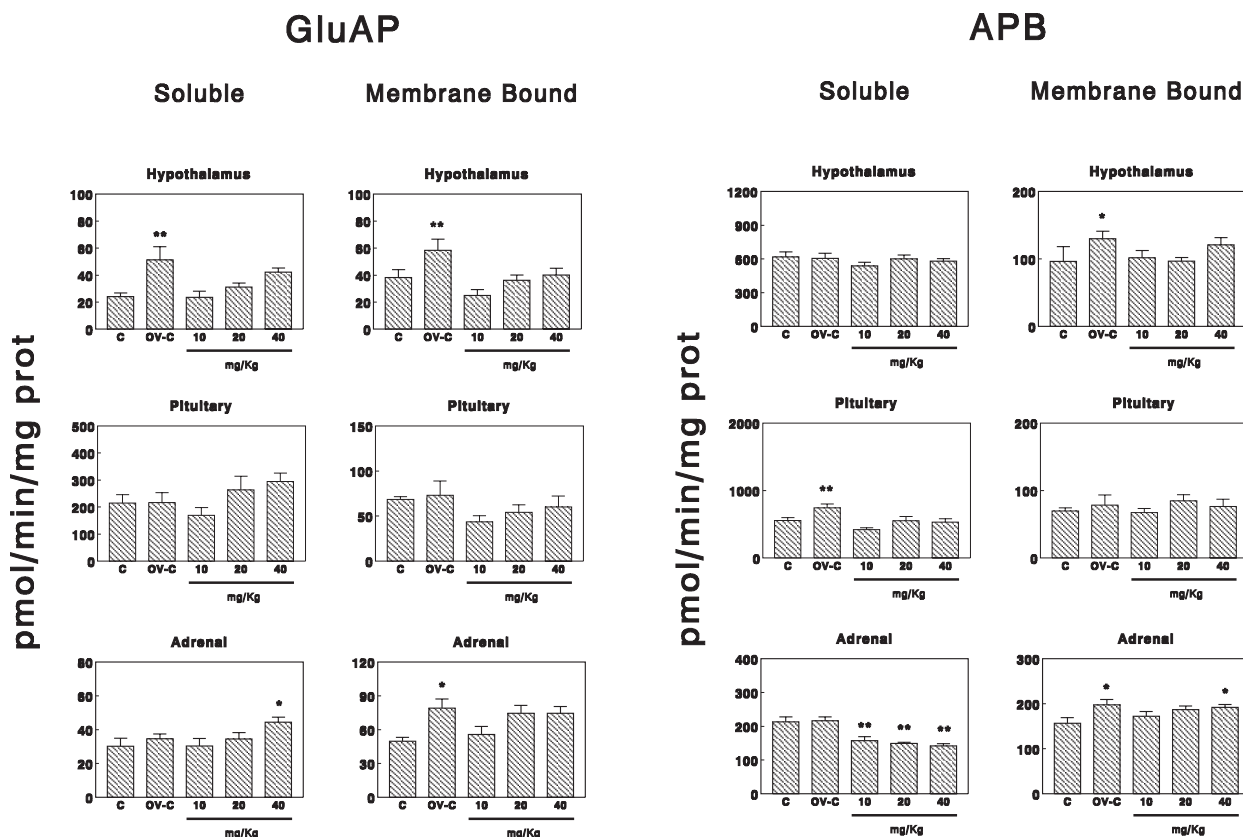 GluAP
APB
Soluble
Membrane Bound
Soluble
Membrane Bound
pmol/min/mg prot
Hypothalamus
100
80
60
40
20
0
**
C OV-C 10 20 40
mg/Kg
Hypothalamus
100
80
60
40
20
0
**
C OV-C 10 20 40
mg/Kg
Pituitary
500
400
300
200
100
0
C OV-C 10 20 40
mg/Kg
Pituitary
150
100
50
0
C OV-C 10 20 40
mg/Kg
Adrenal
80
60
40
20
0
*
C OV-C 10 20 40
mg/Kg
Adrenal
120
90
60
30
0
*
C OV-C 10 20 40
mg/Kg
pmol/min/mg prot
Hypothalamus
1200
900
600
300
0
C OV-C 10 20 40
mg/Kg
Hypothalamus
200
100
0
*
C OV-C 10 20 40
mg/Kg
Pituitary
2000
1000
0
**
C OV-C 10 20 40
mg/Kg
Pituitary
200
100
0
C OV-C 10 20 40
mg/Kg
Adrenal
400
300
200
100
0
** ** **
C OV-C 10 20 40
mg/Kg
Adrenal
300
200
100
0
* *
C OV-C 10 20 40
mg/Kg